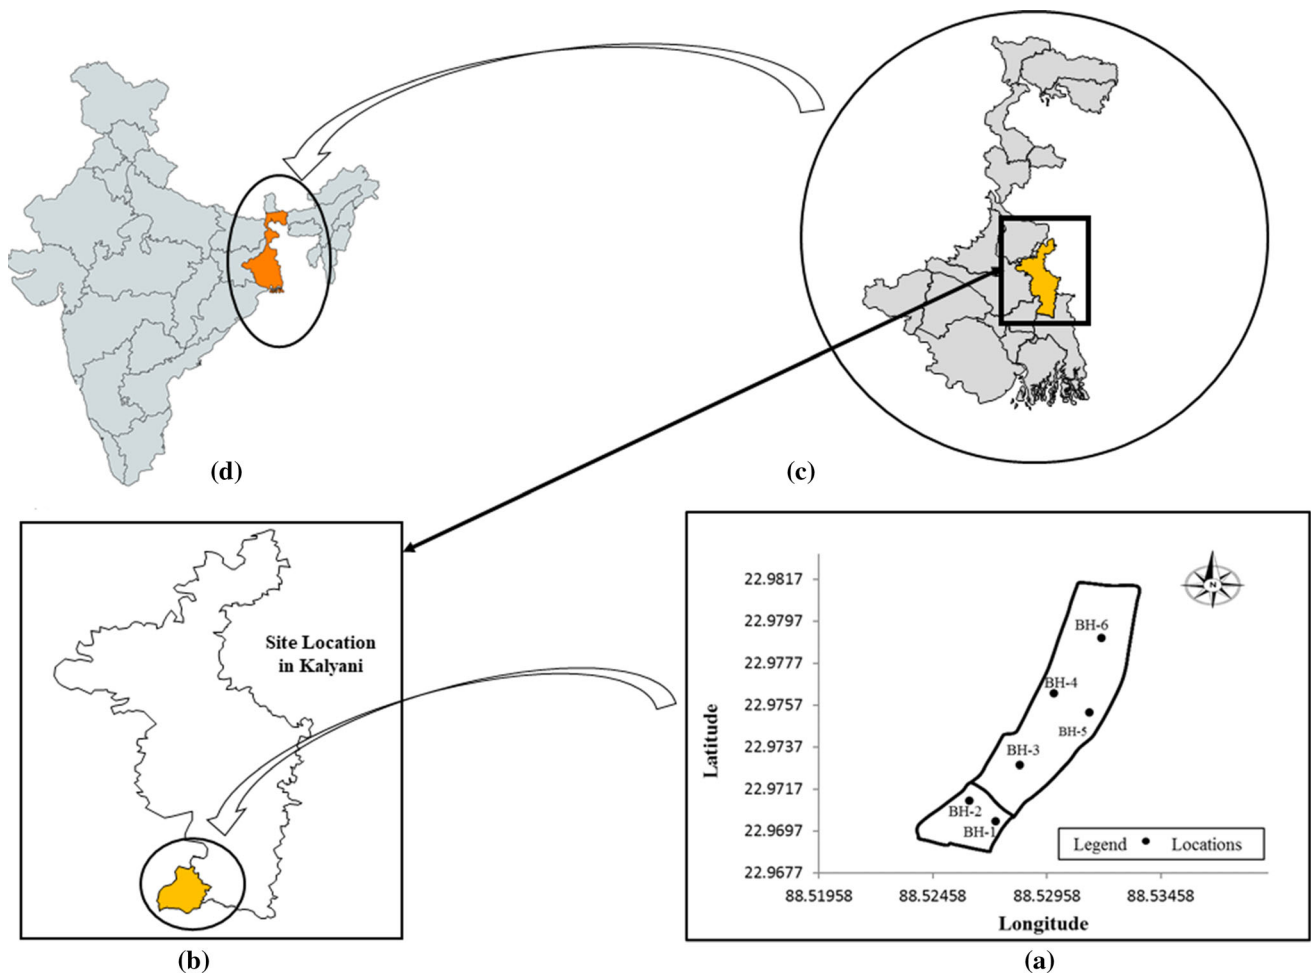 (d)
(c)
Site Location
in Kalyani
(b)
N
Latitude
22.9817
22.9797
22.9777
22.9757
22.9737
22.9717
22.9697
22.9677
BH-6
BH-4
BH-5
BH-3
BH-2
BH-1
Legend Locations
88.51958 88.52458 88.52958 88.53458
Longitude
(a)